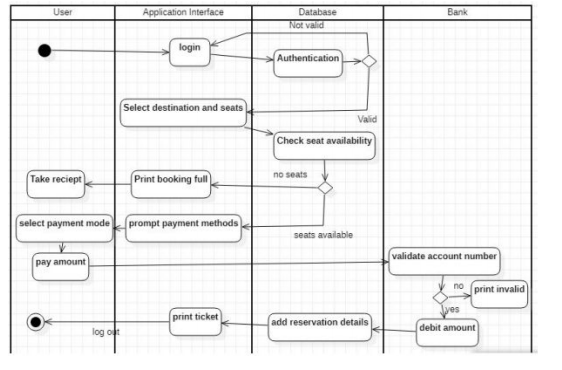 User
Application Interface
Database
Bank
Not valid
login
Authentication
Select destination and seats
Valid
Check seat availability
no seats
Take reciept
Print booking full
select payment mode
prompt payment methods
seats available
pay amount
validate account number
no
print invalid
yes
print ticket
add reservation details
debit amount
log out